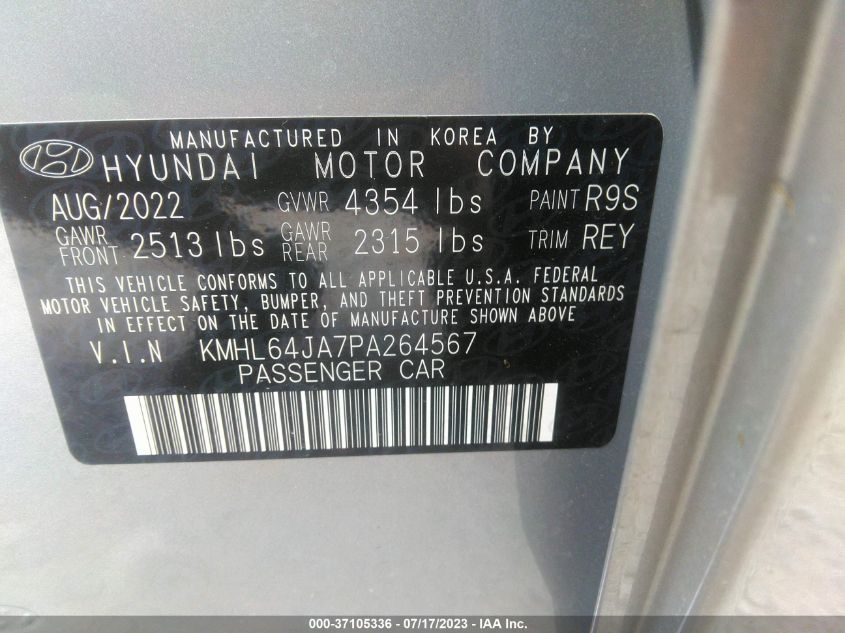 MANUFACTURED IN KOREA BY
HYUNDAI MOTOR COMPANY
AUG/2022 GVWR 4354 lbs PAINT R9S
GAWR FRONT 2513 lbs GAWR REAR 2315 lbs TRIM REY
THIS VEHICLE CONFORMS TO ALL APPLICABLE U.S.A. FEDERAL
MOTOR VEHICLE SAFETY, BUMPER, AND THEFT PREVENTION STANDARDS
IN EFFECT ON THE DATE OF MANUFACTURE SHOWN ABOVE
V.I.N KMHL64JA7PA264567
PASSENGER CAR
000-37105336 - 07/17/2023 - IAA Inc.